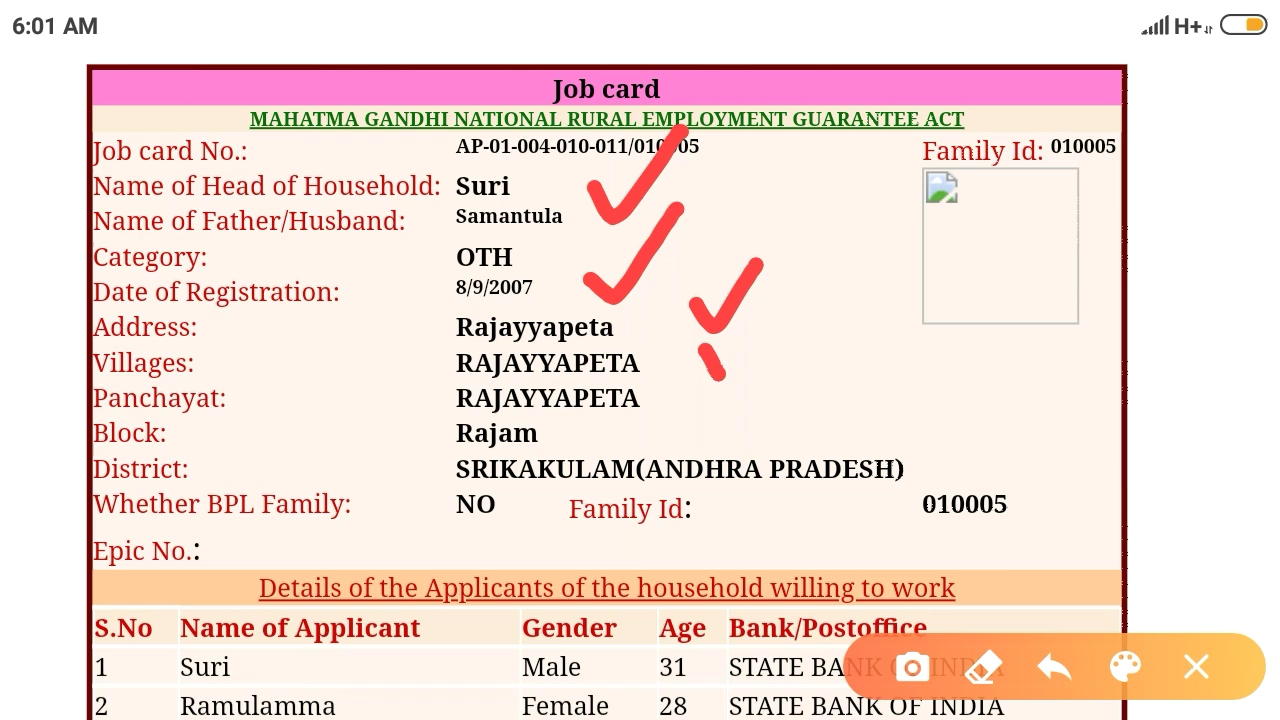 6:01 AM H+
Job card
MAHATMA GANDHI NATIONAL RURAL EMPLOYMENT GUARANTEE ACT
Job card No.: AP-01-004-010-011/010005 Family Id: 010005
Name of Head of Household: Suri
Name of Father/Husband: Samantula
Category: OTH
Date of Registration: 8/9/2007
Address: Rajayyapeta
Villages: RAJAYYAPETA
Panchayat: RAJAYYAPETA
Block: Rajam
District: SRIKAKULAM(ANDHRA PRADESH)
Whether BPL Family: NO Family Id: 010005
Epic No.:
Details of the Applicants of the household willing to work
S.No Name of Applicant Gender Age Bank/Postoffice
1 Suri Male 31 STATE BANK OF INDIA
2 Ramulamma Female 28 STATE BANK OF INDIA